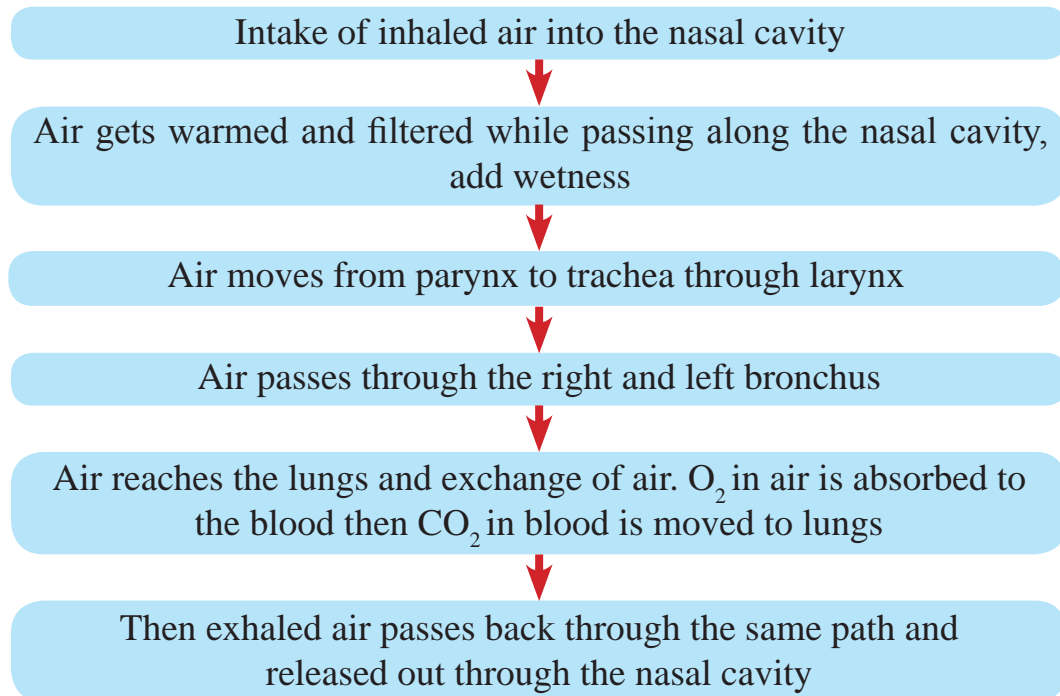 Intake of inhaled air into the nasal cavity
Air gets warmed and filtered while passing along the nasal cavity,
add wetness
Air moves from parynx to trachea through larynx
Air passes through the right and left bronchus
Air reaches the lungs and exchange of air. O₂ in air is absorbed to
the blood then CO₂ in blood is moved to lungs
Then exhaled air passes back through the same path and
released out through the nasal cavity